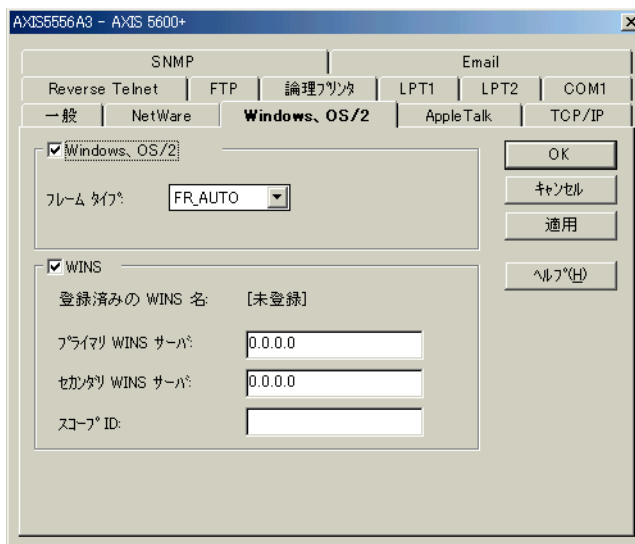 AXIS5556A3 - AXIS 5600+
SNMP Email
Reverse Telnet FTP 論理ﾌﾟﾘﾝﾀ LPT1 LPT2 COM1
一般 NetWare Windows、OS/2 AppleTalk TCP/IP
Windows、OS/2
ﾌﾚｰﾑ ﾀｲﾌﾟ: FR_AUTO
WINS
登録済みの WINS 名: [未登録]
ﾌﾟﾗｲﾏﾘ WINS ｻｰﾊﾞ: 0.0.0.0
ｾｶﾝﾀﾞﾘ WINS ｻｰﾊﾞ: 0.0.0.0
ｽｺｰﾌﾟ ID:
OK
ｷｬﾝｾﾙ
適用
ﾍﾙﾌﾟ(H)